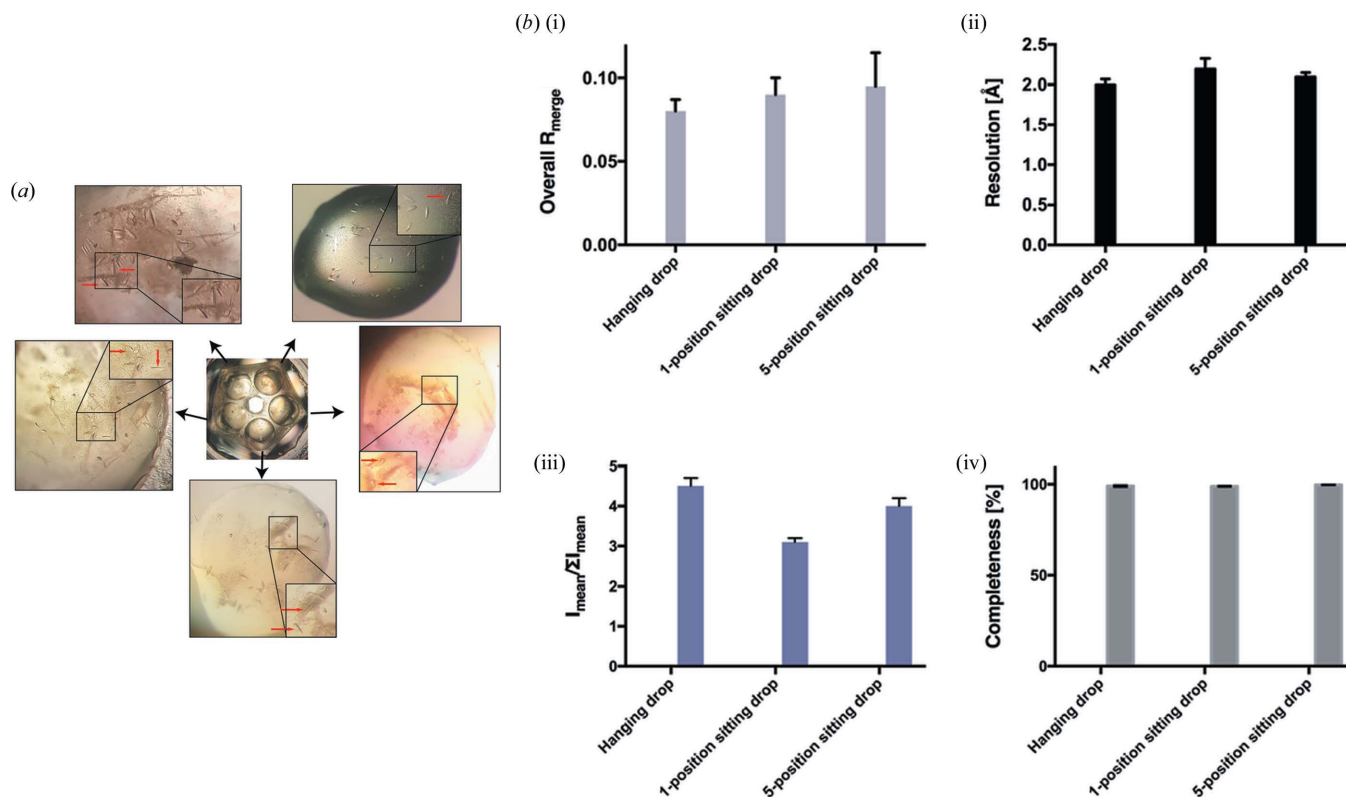 (a)
(b) (i)
Overall Rmerge
0.10
0.05
0.00
Hanging drop
1-position sitting drop
5-position sitting drop
(ii)
Resolution [Å]
2.5
2.0
1.5
1.0
0.5
0.0
Hanging drop
1-position sitting drop
5-position sitting drop
(iii)
Imean/ΣImean
5
4
3
2
1
0
Hanging drop
1-position sitting drop
5-position sitting drop
(iv)
Completeness [%]
100
50
0
Hanging drop
1-position sitting drop
5-position sitting drop